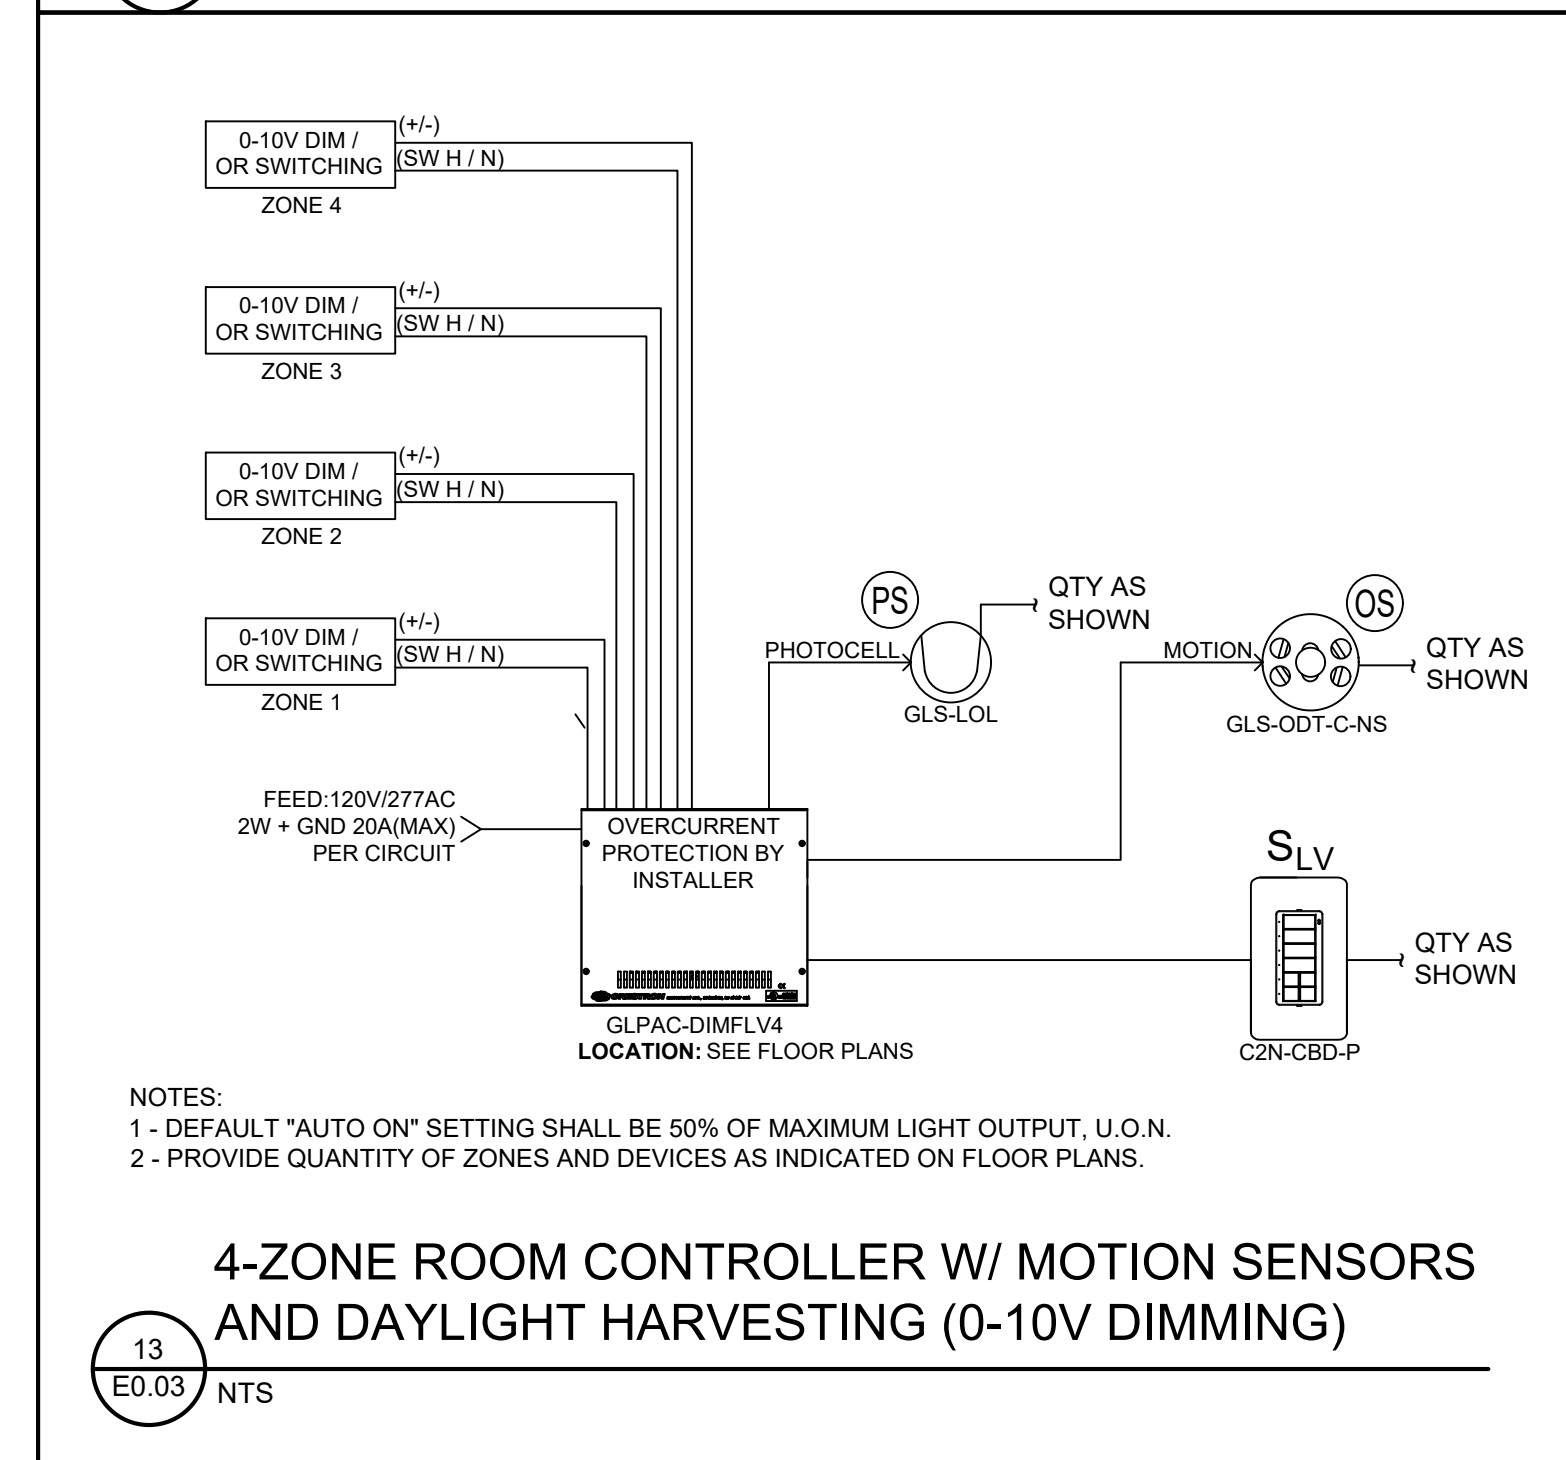 0-10V DIM /
OR SWITCHING
(+/-)
(SW H / N)
ZONE 4
0-10V DIM /
OR SWITCHING
(+/-)
(SW H / N)
ZONE 3
0-10V DIM /
OR SWITCHING
(+/-)
(SW H / N)
ZONE 2
0-10V DIM /
OR SWITCHING
(+/-)
(SW H / N)
ZONE 1
PS
QTY AS
SHOWN
PHOTOCELL
GLS-LOL
OS
MOTION
QTY AS
SHOWN
GLS-ODT-C-NS
FEED:120V/277AC
2W + GND 20A(MAX)
PER CIRCUIT
OVERCURRENT
PROTECTION BY
INSTALLER
CRESTRON
GLPAC-DIMFLV4
LOCATION: SEE FLOOR PLANS
SLV
QTY AS
SHOWN
C2N-CBD-P
NOTES:
1 - DEFAULT "AUTO ON" SETTING SHALL BE 50% OF MAXIMUM LIGHT OUTPUT, U.O.N.
2 - PROVIDE QUANTITY OF ZONES AND DEVICES AS INDICATED ON FLOOR PLANS.
4-ZONE ROOM CONTROLLER W/ MOTION SENSORS
AND DAYLIGHT HARVESTING (0-10V DIMMING)
13
E0.03
NTS